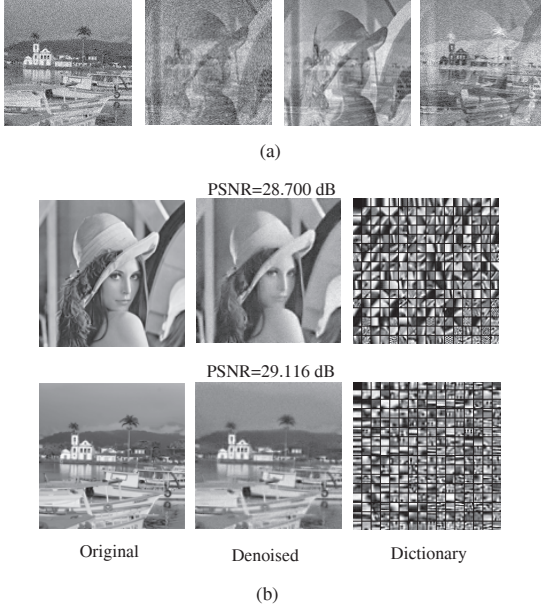 (a)
PSNR=28.700 dB
PSNR=29.116 dB
Original
Denoised
Dictionary
(b)